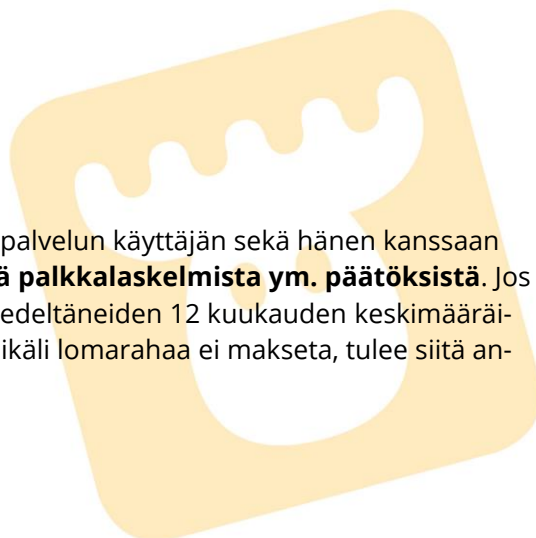 palvelun käyttäjän sekä hänen kanssaan
ä palkkalaskelmista ym. päätöksistä. Jos
edeltäneiden 12 kuukauden keskimääräi-
ikäli lomarahaa ei makseta, tulee siitä an-